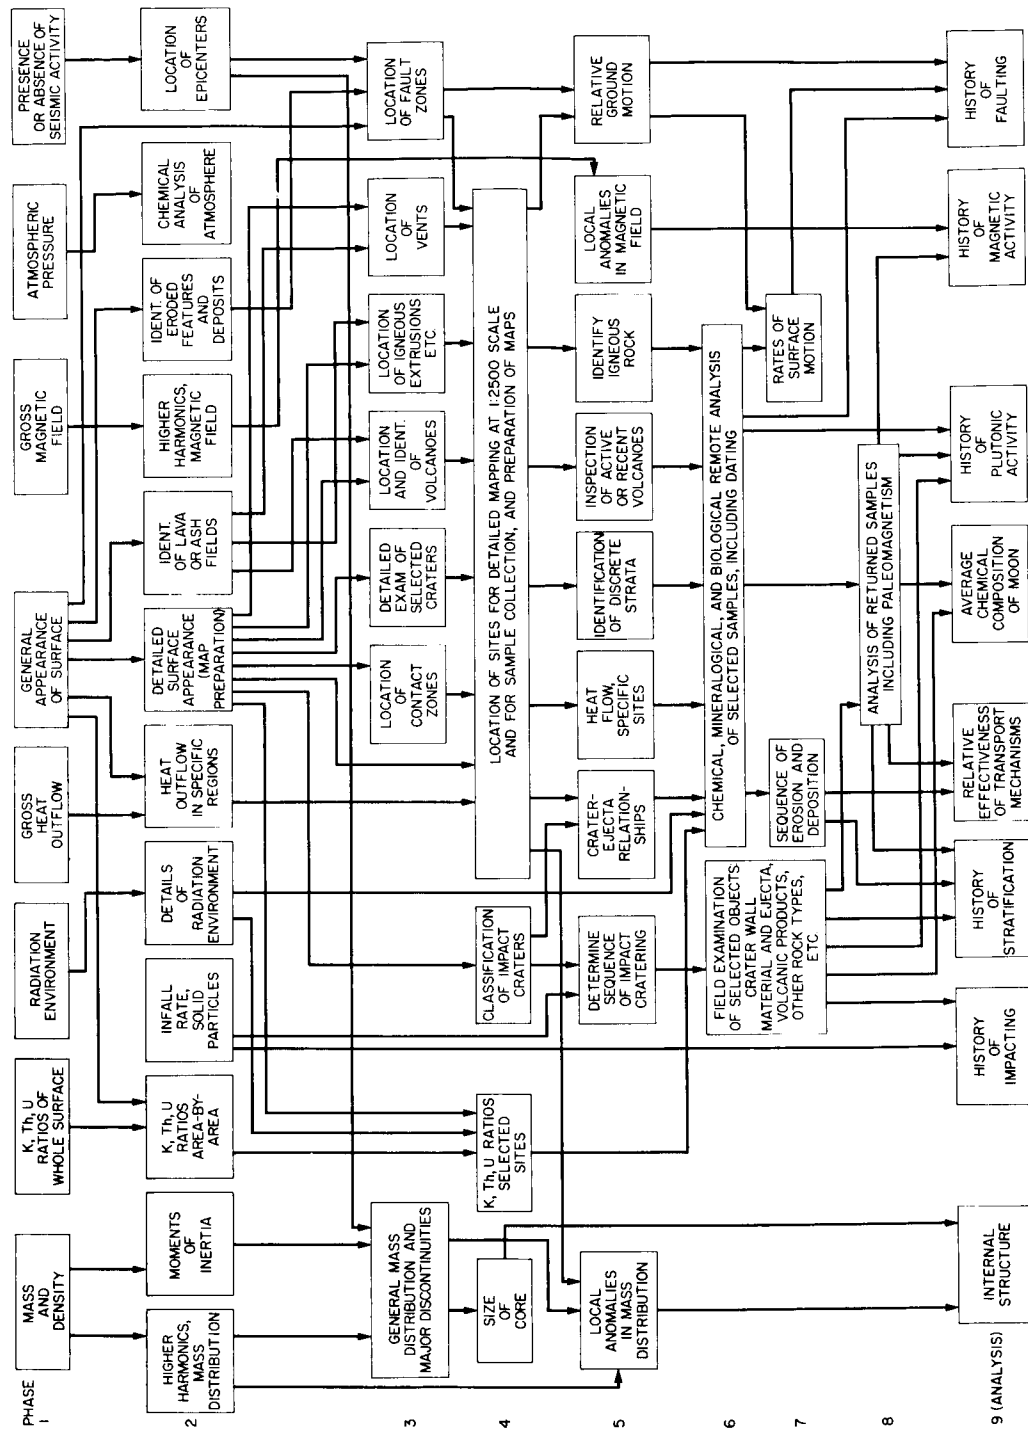 PHASE
1
MASS
AND
DENSITY
K, Th, U
RATIOS OF
WHOLE SURFACE
RADIATION
ENVIRONMENT
GROSS
HEAT
OUTFLOW
GENERAL
APPEARANCE
OF SURFACE
GROSS
MAGNETIC
FIELD
ATMOSPHERIC
PRESSURE
PRESENCE
OR ABSENCE OF
SEISMIC ACTIVITY
2
HIGHER
HARMONICS,
MASS
DISTRIBUTION
MOMENTS
OF
INERTIA
K, Th, U
RATIOS
AREA-BY-
AREA
INFALL
RATE,
SOLID
PARTICLES
DETAILS
OF
RADIATION
ENVIRONMENT
HEAT
OUTFLOW
IN SPECIFIC
REGIONS
DETAILED
SURFACE
APPEARANCE
(MAP
PREPARATION)
IDENT.
OF LAVA
OR ASH
FIELDS
HIGHER
HARMONICS,
MAGNETIC
FIELD
IDENT. OF
ERODED
FEATURES
AND
DEPOSITS
CHEMICAL
ANALYSIS
OF
ATMOSPHERE
LOCATION
OF
EPICENTERS
3
GENERAL MASS
DISTRIBUTION AND
MAJOR DISCONTINUITIES
LOCATION
OF
CONTACT
ZONES
DETAILED
EXAM OF
SELECTED
CRATERS
LOCATION
AND IDENT.
OF
VOLCANOES
LOCATION
OF IGNEOUS
EXTRUSIONS
ETC
LOCATION
OF
VENTS
LOCATION
OF FAULT
ZONES
4
SIZE
OF
CORE
K, Th, U RATIOS
SELECTED
SITES
CLASSIFICATION
OF IMPACT
CRATERS
LOCATION OF SITES FOR DETAILED MAPPING AT 1:2500 SCALE
AND FOR SAMPLE COLLECTION, AND PREPARATION OF MAPS
5
LOCAL
ANOMALIES
IN MASS
DISTRIBUTION
DETERMINE
SEQUENCE
OF IMPACT
CRATERING
CRATER-
EJECTA
RELATION-
SHIPS
HEAT
FLOW,
SPECIFIC
SITES
IDENTIFICATION
OF DISCRETE
STRATA
INSPECTION
OF ACTIVE
OR RECENT
VOLCANOES
IDENTIFY
IGNEOUS
ROCK
LOCAL
ANOMALIES
IN MAGNETIC
FIELD
RELATIVE
GROUND
MOTION
6
CHEMICAL, MINERALOGICAL, AND BIOLOGICAL REMOTE ANALYSIS
OF SELECTED SAMPLES, INCLUDING DATING
7
FIELD EXAMINATION
OF SELECTED OBJECTS:
CRATER WALL
MATERIAL AND EJECTA,
VOLCANIC PRODUCTS,
OTHER ROCK TYPES,
ETC
SEQUENCE OF
EROSION AND
DEPOSITION
RATES OF
SURFACE
MOTION
8
ANALYSIS OF RETURNED SAMPLES
INCLUDING PALEOMAGNETISM
9 (ANALYSIS)
INTERNAL
STRUCTURE
HISTORY
OF
IMPACTING
HISTORY
OF
STRATIFICATION
RELATIVE
EFFECTIVENESS
OF TRANSPORT
MECHANISMS
AVERAGE
CHEMICAL
COMPOSITION
OF MOON
HISTORY
OF
PLUTONIC
ACTIVITY
HISTORY
OF
MAGNETIC
ACTIVITY
HISTORY
OF
FAULTING